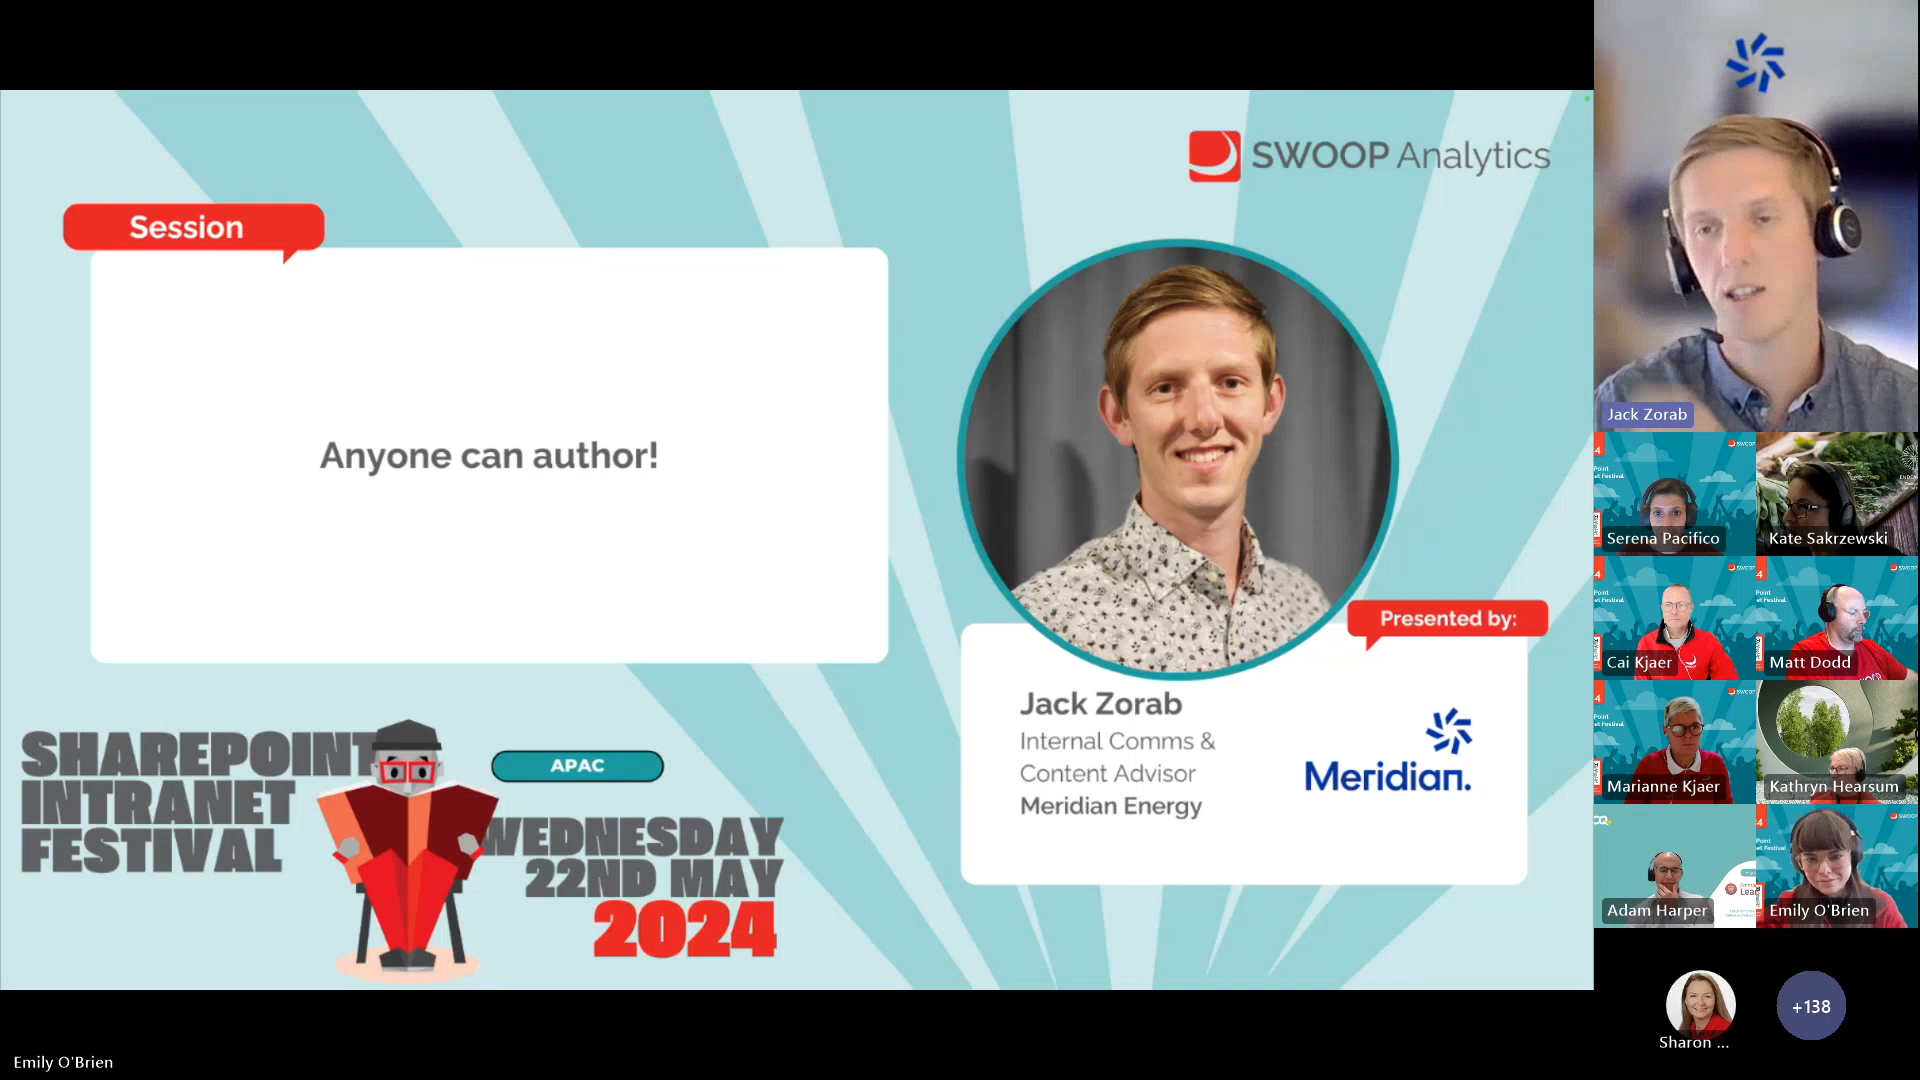 SWOOP Analytics
Session
Anyone can author!
Presented by:
Jack Zorab
Internal Comms &
Content Advisor
Meridian Energy
Meridian.
SHAREPOINT
INTRANET
FESTIVAL
APAC
WEDNESDAY
22ND MAY
2024
Jack Zorab
Serena Pacifico
Kate Sakrzewski
Cai Kjaer
Matt Dodd
Marianne Kjaer
Kathryn Hearsum
Adam Harper
Emily O'Brien
Sharon ...
+138
Emily O'Brien